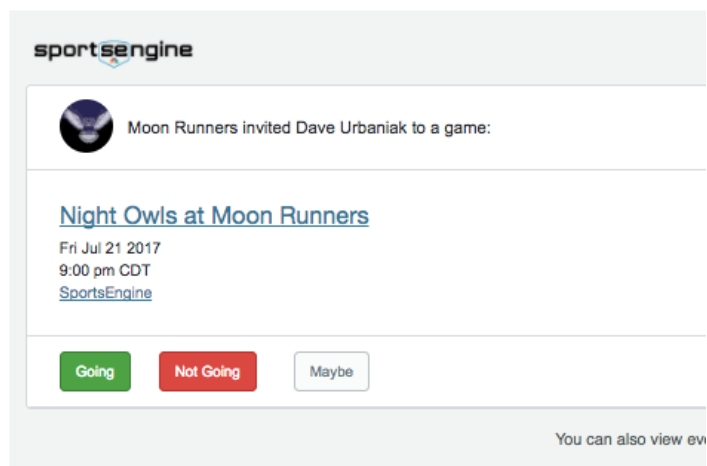 sportsengine
Moon Runners invited Dave Urbaniak to a game:
Night Owls at Moon Runners
Fri Jul 21 2017
9:00 pm CDT
SportsEngine
Going Not Going Maybe
You can also view